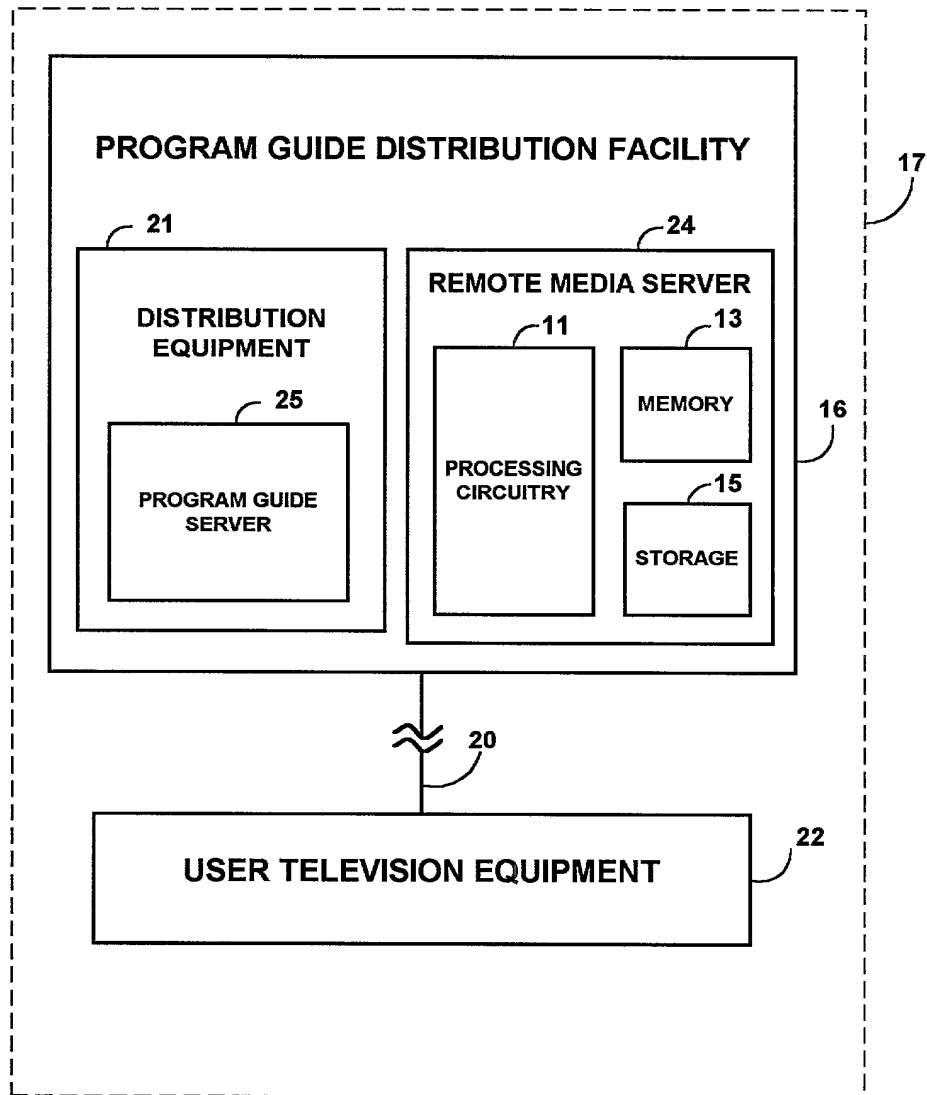 PROGRAM GUIDE DISTRIBUTION FACILITY
17
21
24
DISTRIBUTION
EQUIPMENT
REMOTE MEDIA SERVER
11
13
25
MEMORY
16
PROGRAM GUIDE
SERVER
PROCESSING
CIRCUITRY
15
STORAGE
20
USER TELEVISION EQUIPMENT
22